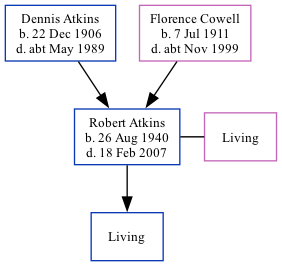 Dennis Atkins
b. 22 Dec 1906
d. abt May 1989
Florence Cowell
b. 7 Jul 1911
d. abt Nov 1999
Robert Atkins
b. 26 Aug 1940
d. 18 Feb 2007
Living
Living